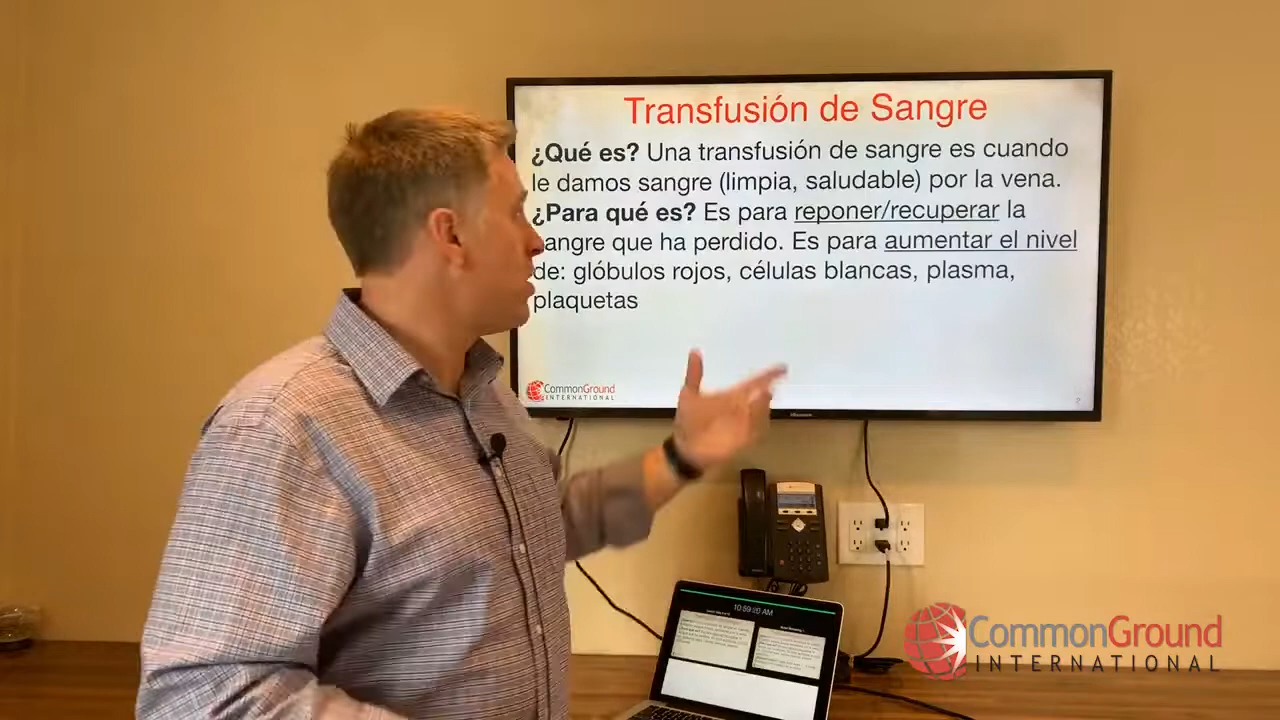 Transfusión de Sangre
¿Qué es? Una transfusión de sangre es cuando
le damos sangre (limpia, saludable) por la vena.
¿Para qué es? Es para reponer/recuperar la
sangre que ha perdido. Es para aumentar el nivel
de: glóbulos rojos, células blancas, plasma,
plaquetas
CommonGround
INTERNATIONAL
Hisense
10:59:20 AM
CommonGround
INTERNATIONAL